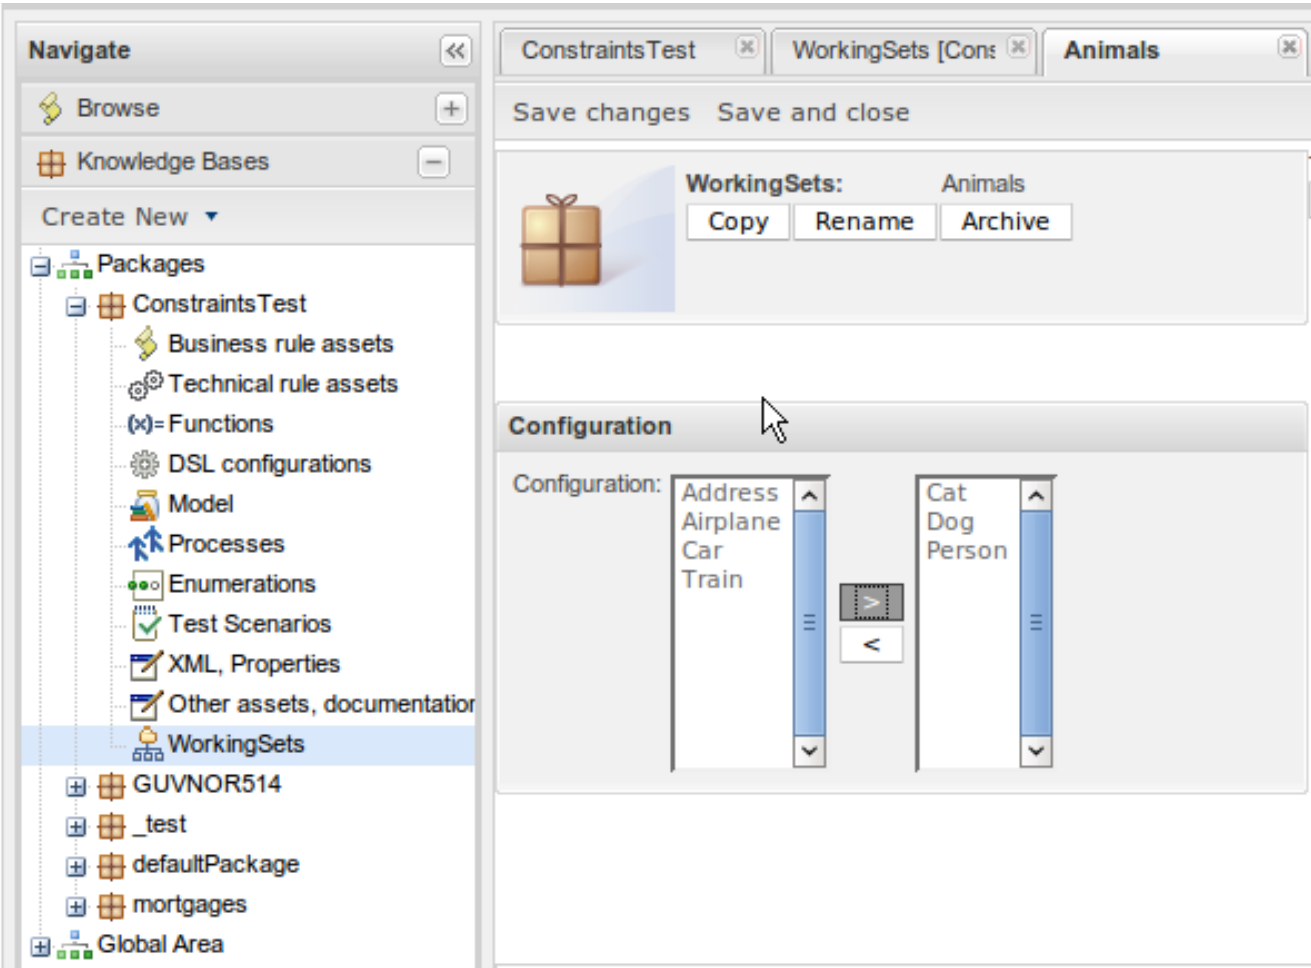 Navigate
Browse
Knowledge Bases
Create New
Packages
ConstraintsTest
Business rule assets
Technical rule assets
(x)= Functions
DSL configurations
Model
Processes
Enumerations
Test Scenarios
XML, Properties
Other assets, documentation
WorkingSets
GUVNOR514
_test
defaultPackage
mortgages
Global Area
ConstraintsTest
WorkingSets [Cons
Animals
Save changes Save and close
WorkingSets: Animals
Copy Rename Archive
Configuration
Configuration:
Address
Airplane
Car
Train
>
<
Cat
Dog
Person